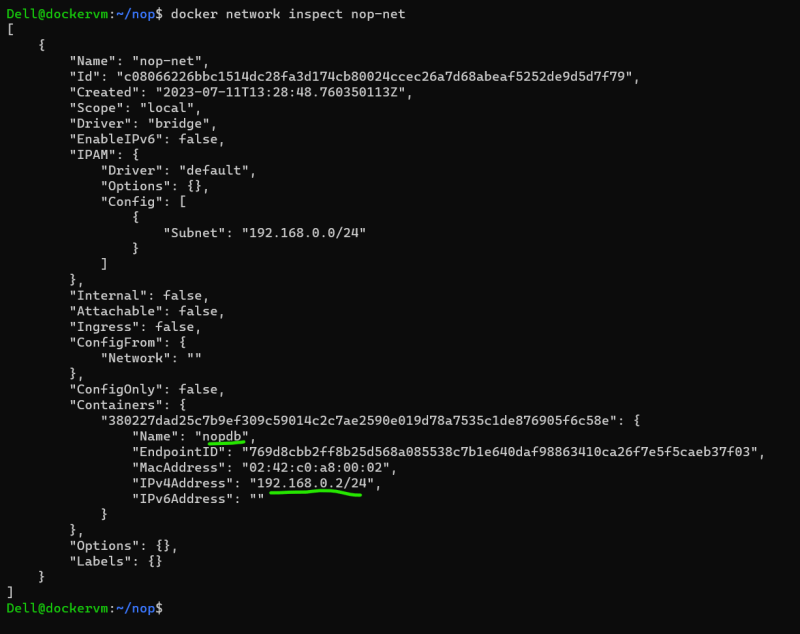 Dell@dockervm:~/nop$ docker network inspect nop-net
[
    {
        "Name": "nop-net",
        "Id": "c08066226bbc1514dc28fa3d174cb80024ccec26a7d68abeaf5252de9d5d7f79",
        "Created": "2023-07-11T13:28:48.760350113Z",
        "Scope": "local",
        "Driver": "bridge",
        "EnableIPv6": false,
        "IPAM": {
            "Driver": "default",
            "Options": {},
            "Config": [
                {
                    "Subnet": "192.168.0.0/24"
                }
            ]
        },
        "Internal": false,
        "Attachable": false,
        "Ingress": false,
        "ConfigFrom": {
            "Network": ""
        },
        "ConfigOnly": false,
        "Containers": {
            "380227dad25c7b9ef309c59014c2c7ae2590e019d78a7535c1de876905f6c58e": {
                "Name": "nopdb",
                "EndpointID": "769d8cbb2ff8b25d568a085538c7b1e640daf98863410ca26f7e5f5caeb37f03",
                "MacAddress": "02:42:c0:a8:00:02",
                "IPv4Address": "192.168.0.2/24",
                "IPv6Address": ""
            }
        },
        "Options": {},
        "Labels": {}
    }
]
Dell@dockervm:~/nop$